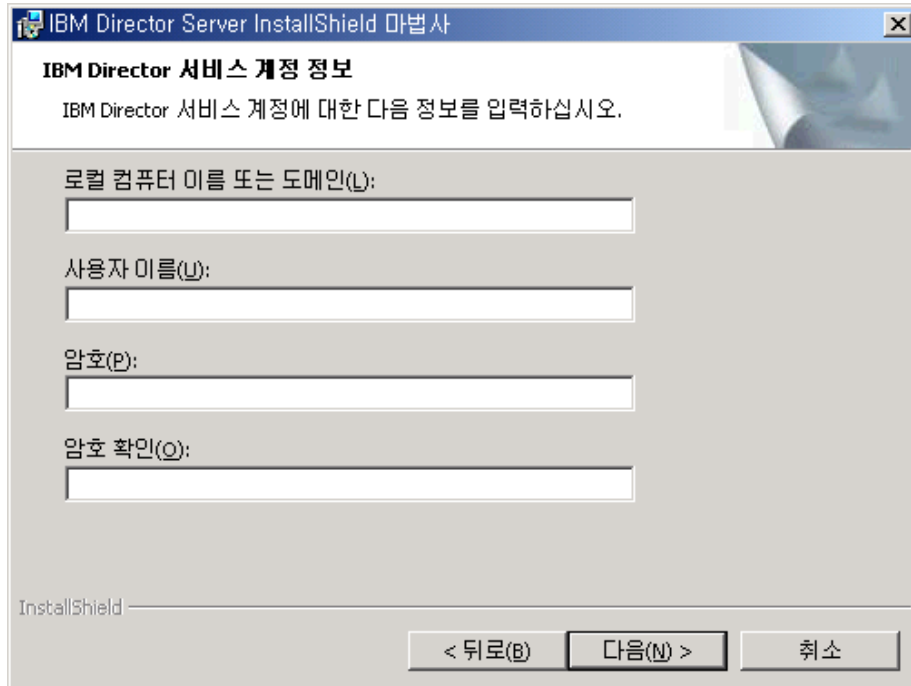 IBM Director Server InstallShield 마법사
IBM Director 서비스 계정 정보
IBM Director 서비스 계정에 대한 다음 정보를 입력하십시오.
로컬 컴퓨터 이름 또는 도메인(L):
사용자 이름(U):
암호(P):
암호 확인(O):
InstallShield
< 뒤로(B)
다음(N) >
취소